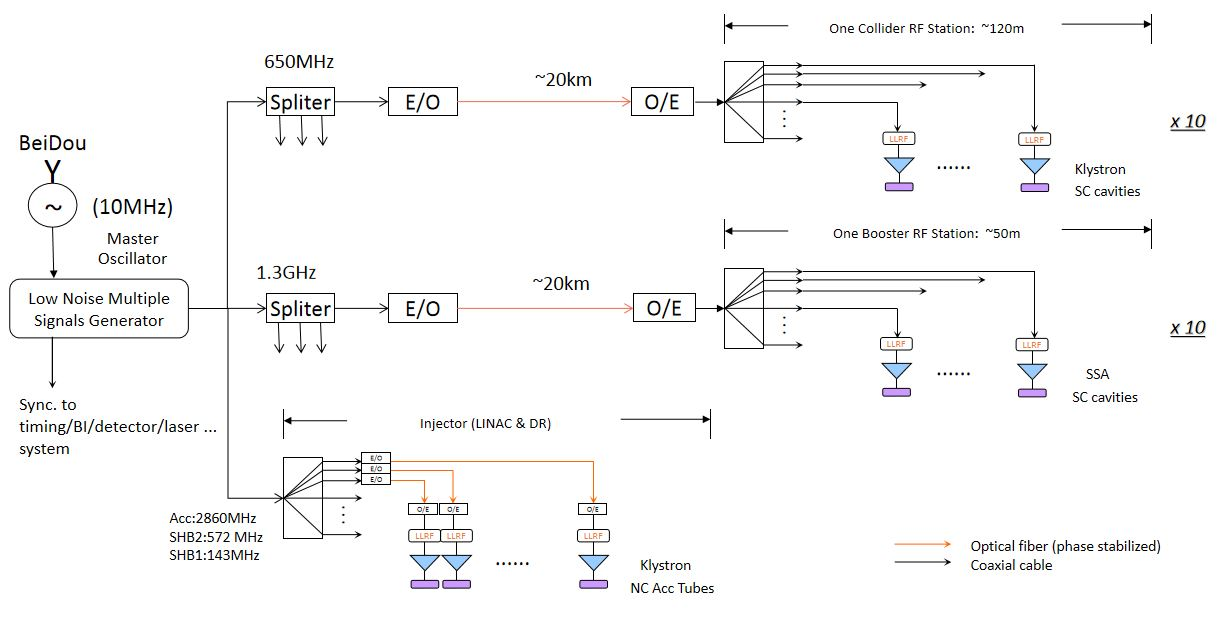 One Collider RF Station: ~120m
650MHz
~20km
Spliter
E/O
O/E
x 10
BeiDou
LLRF
LLRF
......
Klystron
SC cavities
~
(10MHz)
Master
Oscillator
One Booster RF Station: ~50m
1.3GHz
~20km
Low Noise Multiple
Signals Generator
Spliter
E/O
O/E
x 10
LLRF
LLRF
......
SSA
SC cavities
Sync. to
timing/BI/detector/laser ...
system
Injector (LINAC & DR)
E/O
E/O
E/O
Acc:2860MHz
SHB2:572 MHz
SHB1:143MHz
O/E
O/E
O/E
LLRF
LLRF
LLRF
......
Klystron
NC Acc Tubes
Optical fiber (phase stabilized)
Coaxial cable